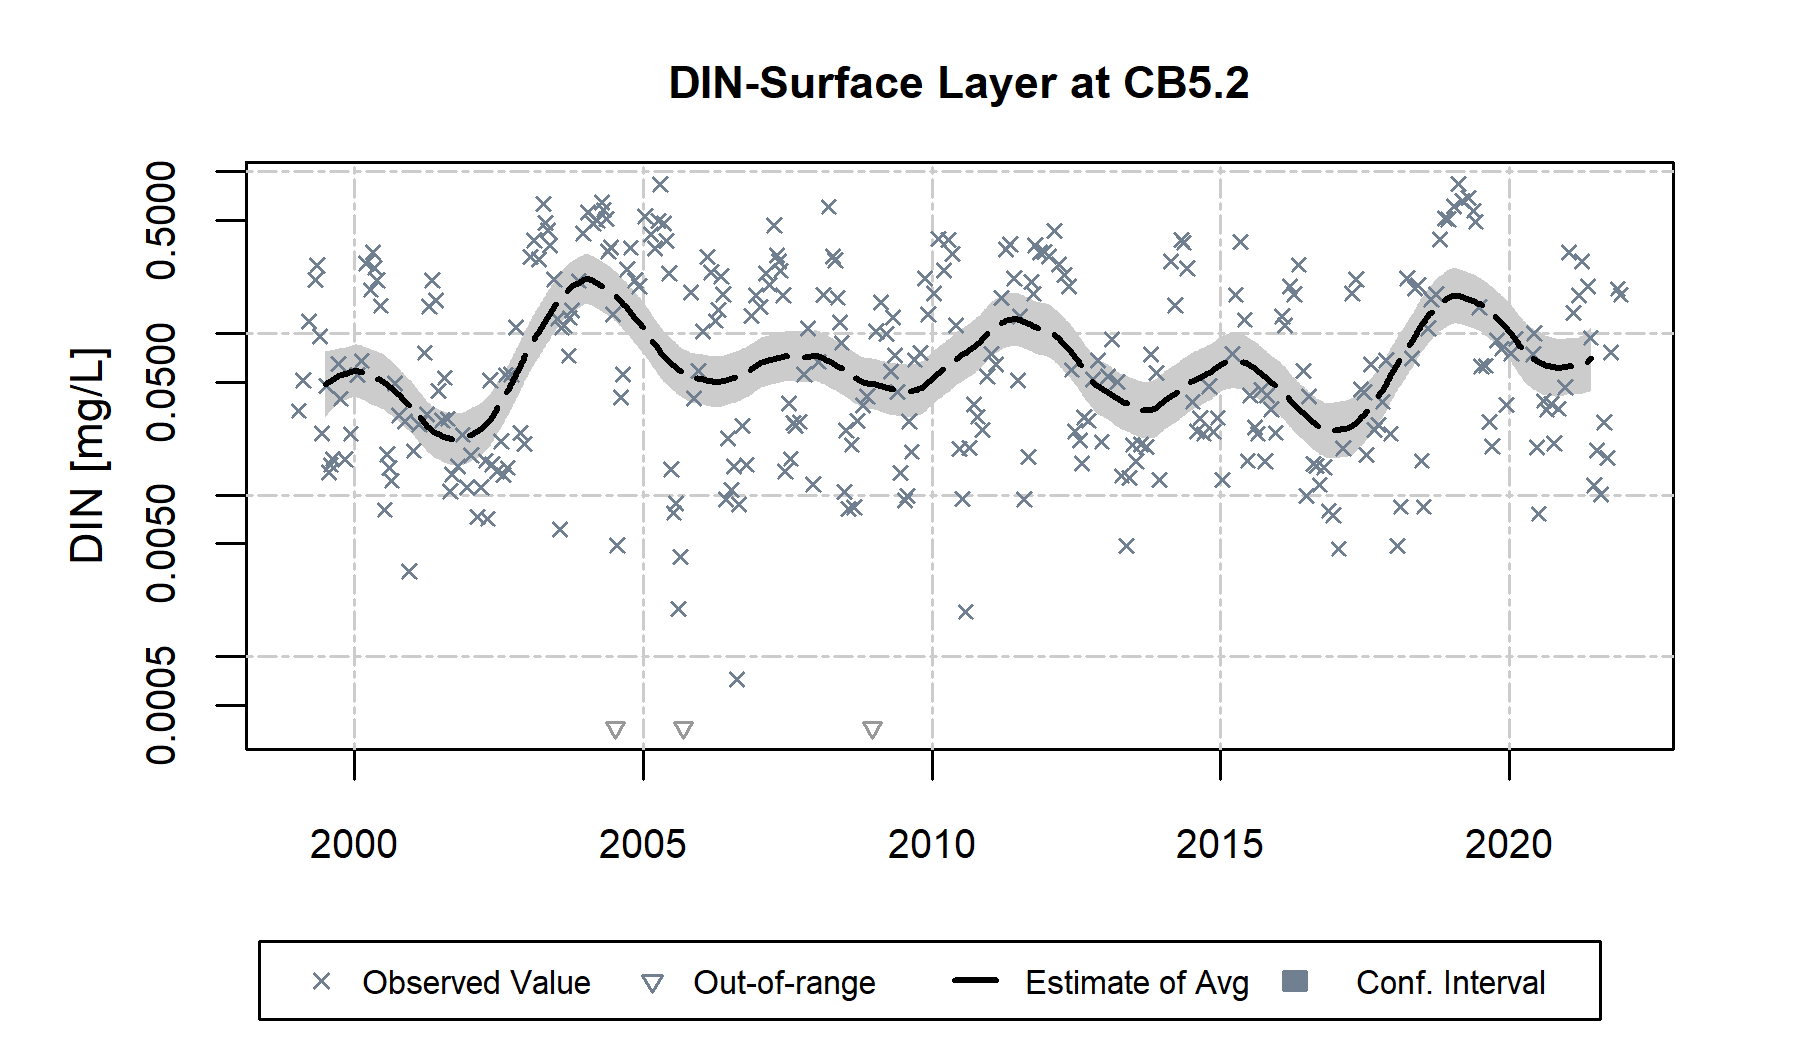 DIN-Surface Layer at CB5.2
DIN [mg/L]
0.5000
0.0500
0.0050
0.0005
2000 2005 2010 2015 2020
Observed Value Out-of-range Estimate of Avg Conf. Interval